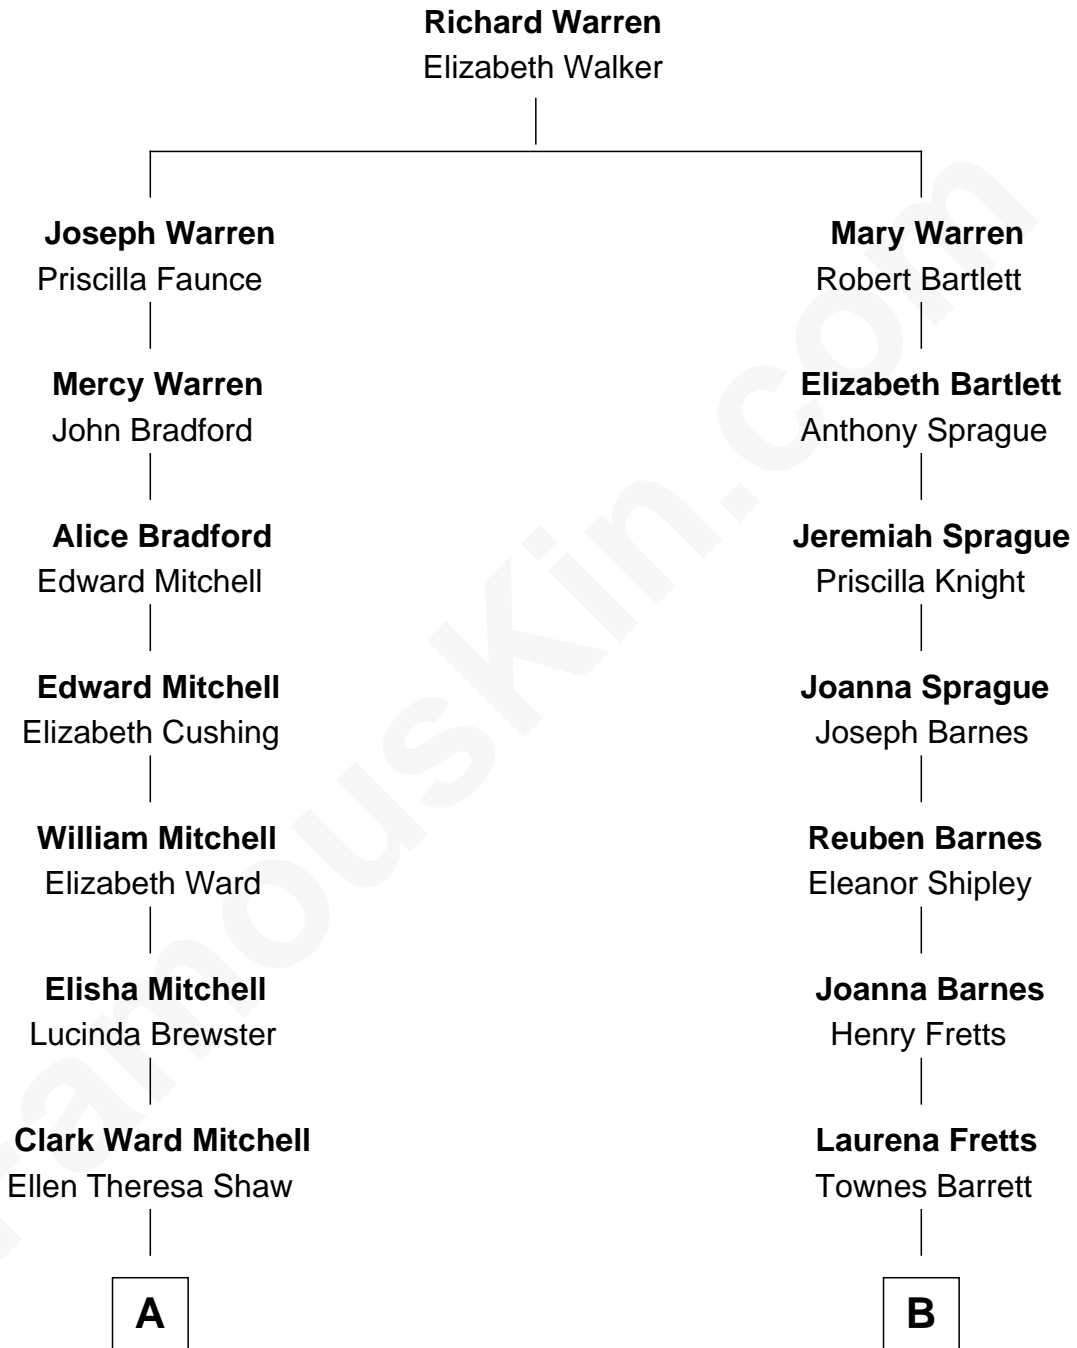 Richard Warren
Elizabeth Walker
Joseph Warren
Priscilla Faunce
Mercy Warren
John Bradford
Alice Bradford
Edward Mitchell
Edward Mitchell
Elizabeth Cushing
William Mitchell
Elizabeth Ward
Elisha Mitchell
Lucinda Brewster
Clark Ward Mitchell
Ellen Theresa Shaw
A
Mary Warren
Robert Bartlett
Elizabeth Bartlett
Anthony Sprague
Jeremiah Sprague
Priscilla Knight
Joanna Sprague
Joseph Barnes
Reuben Barnes
Eleanor Shipley
Joanna Barnes
Henry Fretts
Laurena Fretts
Townes Barrett
B
FamousKin.com